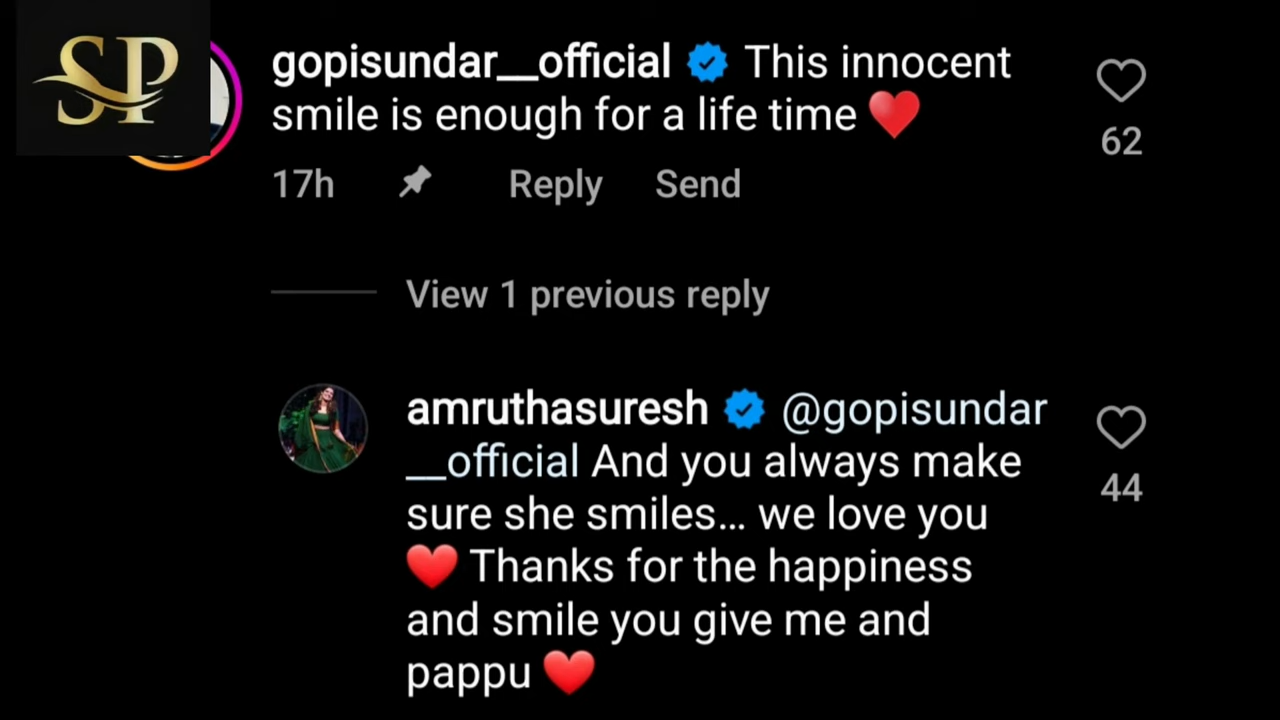 SP
gopisundar__official This innocent
smile is enough for a life time ♥️
17h Reply Send
62
View 1 previous reply
amruthasuresh @gopisundar
__official And you always make
sure she smiles... we love you
❤️ Thanks for the happiness
and smile you give me and
pappu ❤️
44